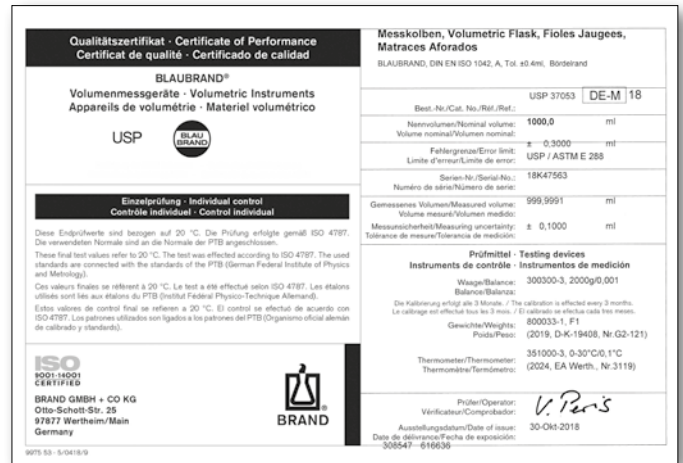 Qualitätszertifikat · Certificate of Performance
Certificat de qualité · Certificado de calidad
BLAUBRAND®
Volumenmessgeräte · Volumetric Instruments
Appareils de volumétrie · Materiel volumétrico
USP
BLAU
BRAND
Einzelprüfung · Individual control
Contrôle individuel · Control individual
Diese Endprüfwerte sind bezogen auf 20 °C. Die Prüfung erfolgte gemäß ISO 4787.
Die verwendeten Normale sind an die Normale der PTB angeschlossen.
These final test values refer to 20 °C. The test was effected according to ISO 4787. The used
standards are connected with the standards of the PTB (German Federal Institute of Physics
and Metrology).
Ces valeurs finales se réfèrent à 20 °C. Le test a été effectué selon ISO 4787. Les étalons
utilisés sont liés aux étalons du PTB (Institut Fédéral Physico-Technique Allemand).
Estos valores de control final se refieren a 20 °C. El control se efectuó de acuerdo con
ISO 4787. Los patrones utilizados son ligados a los patrones del PTB (Organismo oficial alemán
de calibrado y standards).
ISO
9001·14001
CERTIFIED
BRAND GMBH + CO KG
Otto-Schott-Str. 25
97877 Wertheim/Main
Germany
BRAND
9975 53 - 5/0418/9
Messkolben, Volumetric Flask, Fioles Jaugees,
Matraces Aforados
BLAUBRAND, DIN EN ISO 1042, A, Tol. ±0.4ml, Bördelrand
USP 37053 DE-M 18
Best.-Nr./Cat. No./Réf./Ref.:
Nennvolumen/Nominal volume: 1000,0 ml
Volume nominal/Volumen nominal:
± 0,3000 ml
Fehlergrenze/Error limit: USP / ASTM E 288
Limite d'erreur/Limite de error:
Serien-Nr./Serial-No.: 18K47563
Numéro de série/Número de serie:
Gemessenes Volumen/Measured volume: 999,9991 ml
Volume mesuré/Volumen medido:
Messunsicherheit/Measuring uncertainty: ± 0,1000 ml
Tolérance de mesure/Tolerancia de medición:
Prüfmittel · Testing devices
Instruments de contrôle · Instrumentos de medición
Waage/Balance: 300300-3, 2000g/0,001
Balance/Balanza:
Die Kalibrierung erfolgt alle 3 Monate. / The calibration is effected every 3 months.
Le calibrage est effectué tous les 3 mois. / El calibrado se efectua cada tres meses.
Gewichte/Weights: 800033-1, F1
Poids/Peso: (2019, D-K-19408, Nr.G2-121)
Thermometer/Thermometer: 351000-3, 0-30°C/0,1°C
Thermomètre/Termómetro: (2024, EA Werth., Nr.3119)
Prüfer/Operator: V. Peris
Vérificateur/Comprobador:
Ausstellungsdatum/Date of issue: 30-Okt-2018
Date de délivrance/Fecha de exposición:
308547 616636